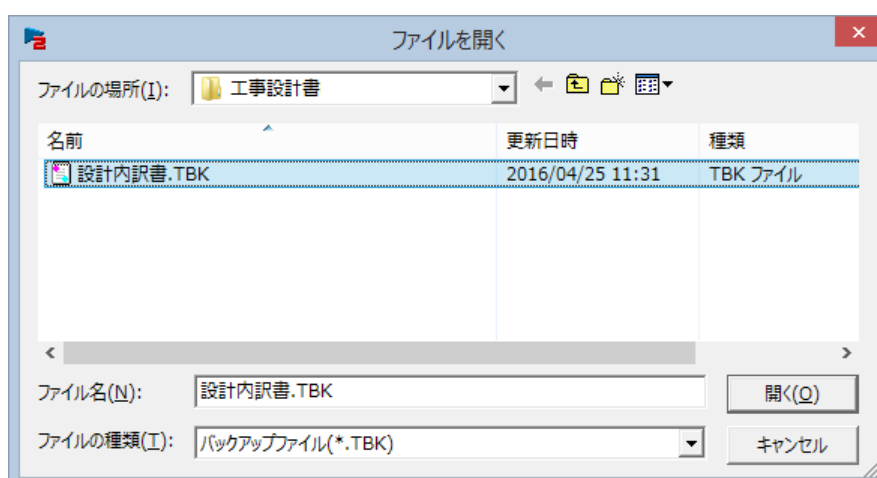 ファイルを開く
ファイルの場所(I): 工事設計書
名前 更新日時 種類
設計内訳書.TBK 2016/04/25 11:31 TBK ファイル
ファイル名(N): 設計内訳書.TBK 開く(O)
ファイルの種類(T): バックアップファイル(*.TBK) キャンセル